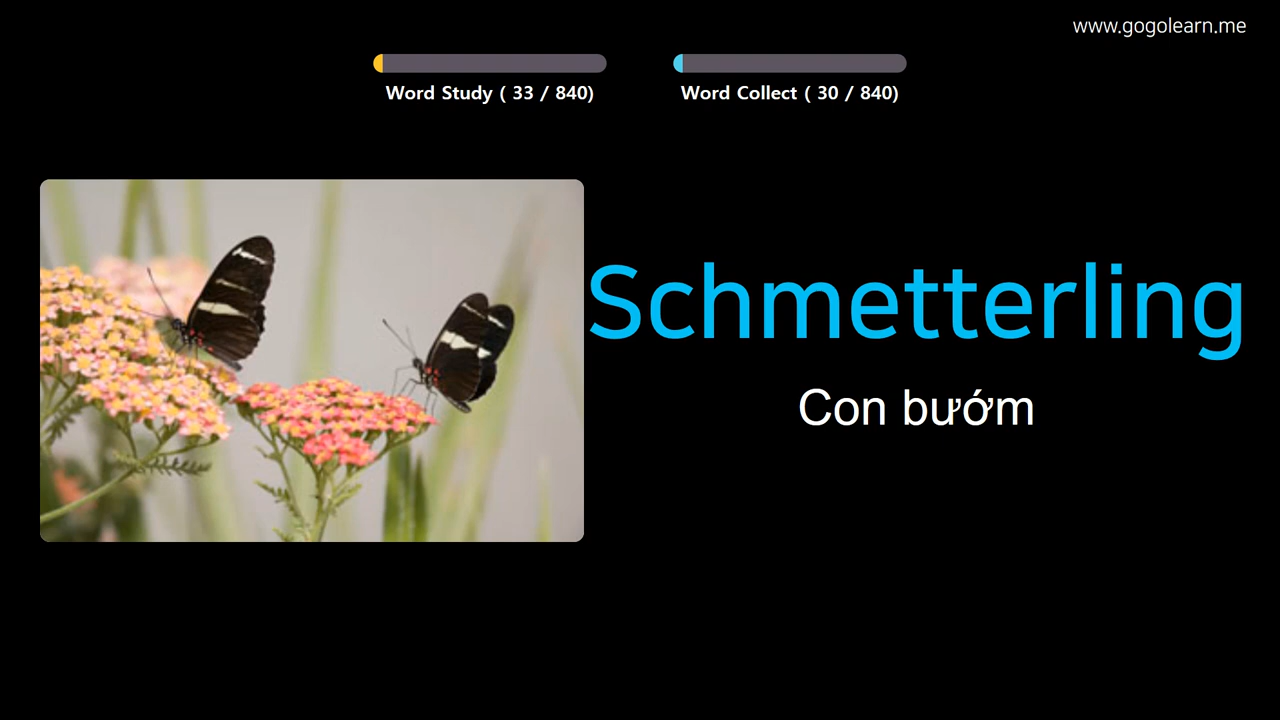 www.gogolearn.me
Word Study ( 33 / 840)
Word Collect ( 30 / 840)
Schmetterling
Con bướm